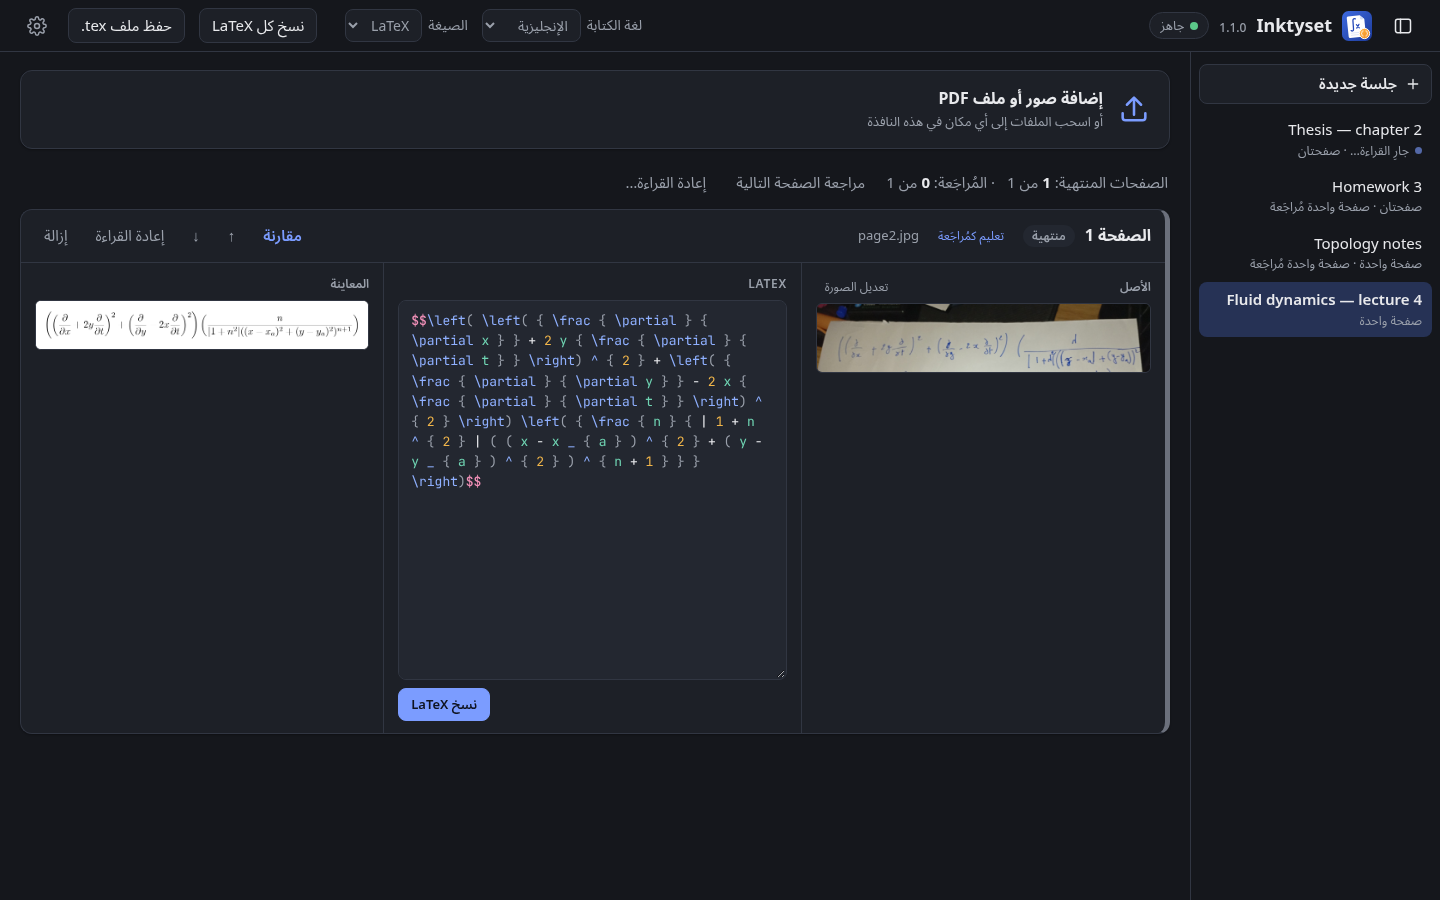 Inktyset 1.1.0 جاهز
لغة الكتابة الإنجليزية الصيغة LaTeX
نسخ كل LaTeX
حفظ ملف .tex
جلسة جديدة
Thesis — chapter 2
جارِ القراءة... · صفحتان
Homework 3
صفحتان · صفحة واحدة مُراجَعة
Topology notes
صفحة واحدة · صفحة واحدة مُراجَعة
Fluid dynamics — lecture 4
صفحة واحدة
إضافة صور أو ملف PDF
أو اسحب الملفات إلى أي مكان في هذه النافذة
الصفحات المنتهية: 1 من 1 · المُراجَعة: 0 من 1 مراجعة الصفحة التالية إعادة القراءة...
الصفحة 1 منتهية تعليم كمُراجَعة page2.jpg مقارنة ↑ ↓ إعادة القراءة إزالة
الأصل تعديل الصورة
LATEX
$$\left( \left( { \frac { \partial } {
\partial x } } + 2 y { \frac { \partial } {
\partial t } } \right) ^ { 2 } + \left( {
\frac { \partial } { \partial y } } - 2 x {
\frac { \partial } { \partial t } } \right) ^
{ 2 } \right) \left( { \frac { n } { | 1 + n
^ { 2 } | ( ( x - x _ { a } ) ^ { 2 } + ( y -
y _ { a } ) ^ { 2 } ) ^ { n + 1 } } }
\right)$$
نسخ LaTeX
المعاينة